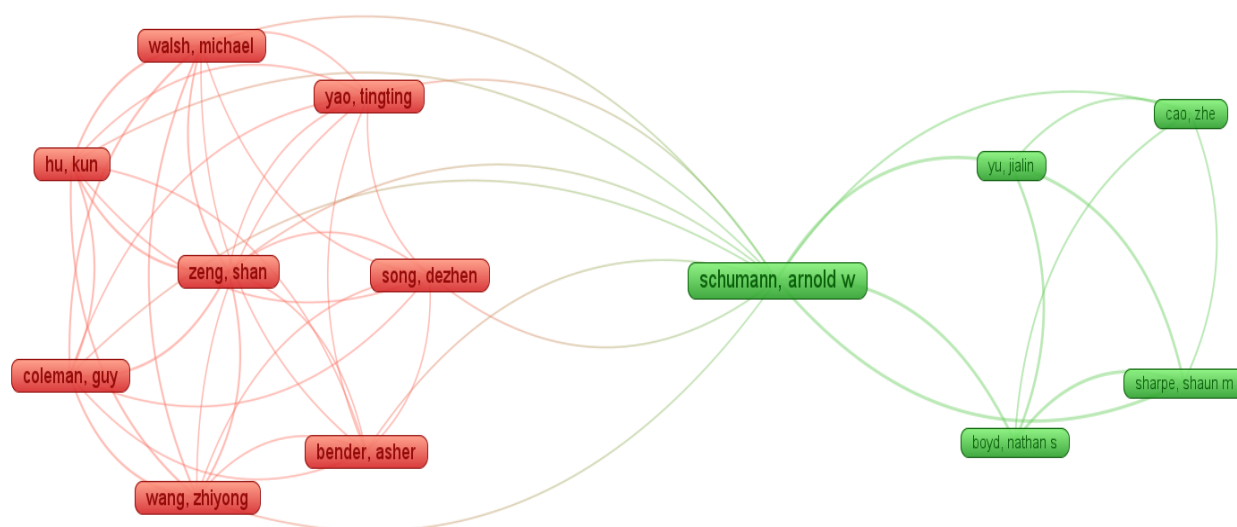 walsh, michael
yao, tingting
cao, zhe
hu, kun
yu, jialin
zeng, shan
song, dezhen
schumann, arnold w
coleman, guy
sharpe, shaun m
bender, asher
boyd, nathan s
wang, zhiyong